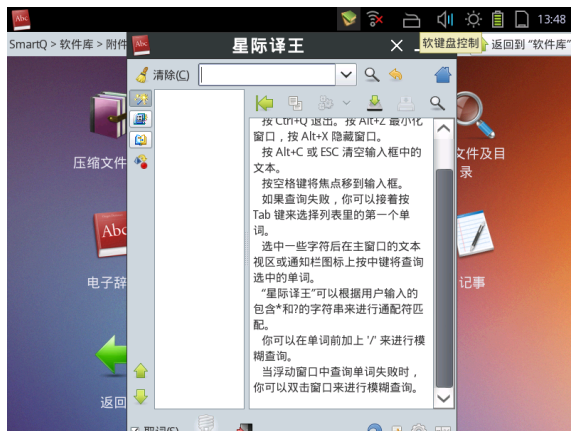 Abc
13:48
SmartQ > 软件库 > 附件
Abc
星际译王
软键盘控制
返回到 “软件库”
清除(C)
按 Ctrl+Q 退出。按 Alt+Z 最小化
窗口，按 Alt+X 隐藏窗口。
按 Alt+C 或 ESC 清空输入框中的
文本。
按空格键将焦点移到输入框。
如果查询失败，你可以接着按
Tab 键来选择列表里的第一个单
词。
选中一些字符后在主窗口的文本
视区或通知栏图标上按中键将查询
选中的单词。
“星际译王”可以根据用户输入的
包含*和?的字符串来进行通配符匹
配。
你可以在单词前加上 '/' 来进行模
糊查询。
当浮动窗口中查询单词失败时，
你可以双击窗口来进行模糊查询。
压缩文件
文件及目
录
Abc
电子辞
记事
返回
取词(S)